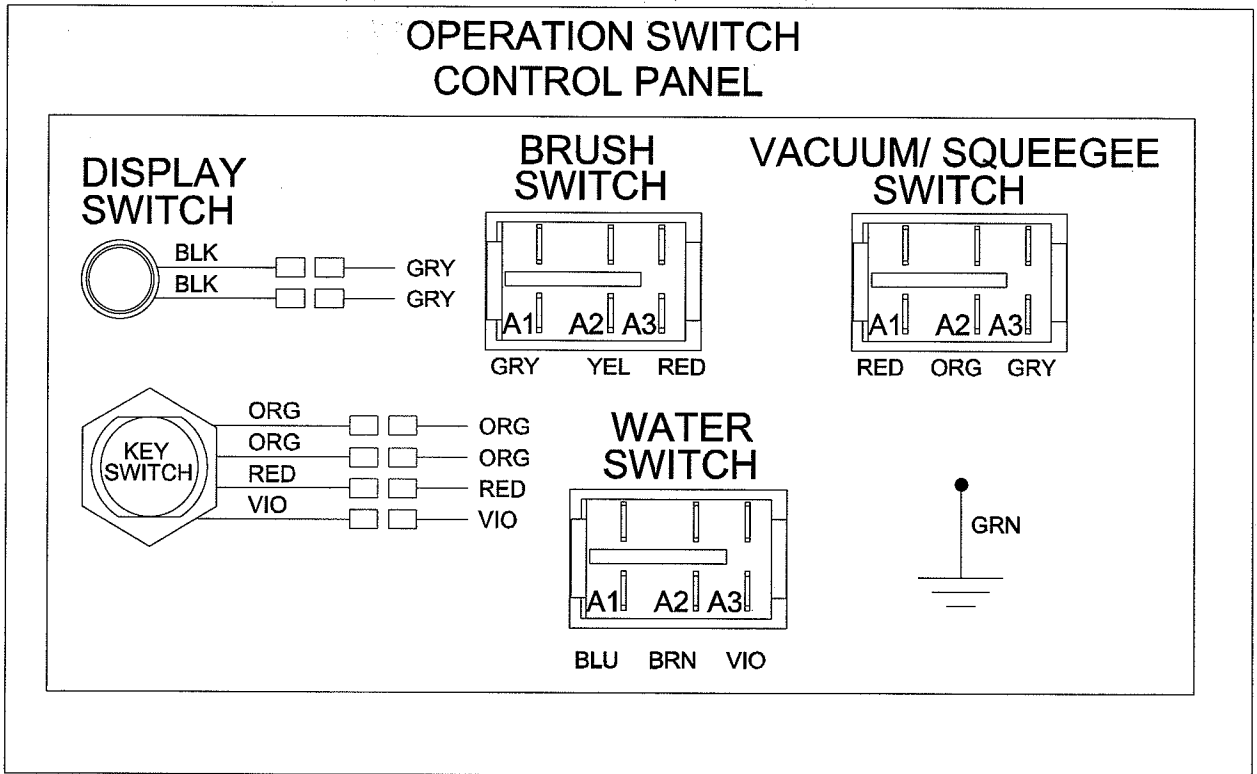 OPERATION SWITCH
CONTROL PANEL
DISPLAY
SWITCH
BLK
BLK
GRY
GRY
BRUSH
SWITCH
A1 A2 A3
GRY YEL RED
VACUUM/ SQUEEGEE
SWITCH
A1 A2 A3
RED ORG GRY
KEY
SWITCH
ORG
ORG
RED
VIO
ORG
ORG
RED
VIO
WATER
SWITCH
A1 A2 A3
BLU BRN VIO
GRN